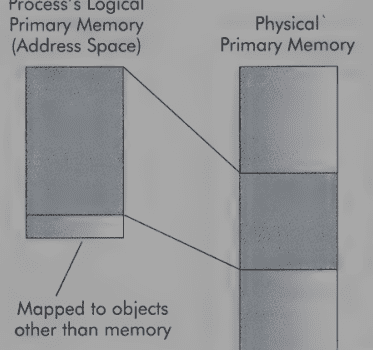 Process's Logical
Primary Memory
(Address Space)
Physical
Primary Memory
Mapped to objects
other than memory